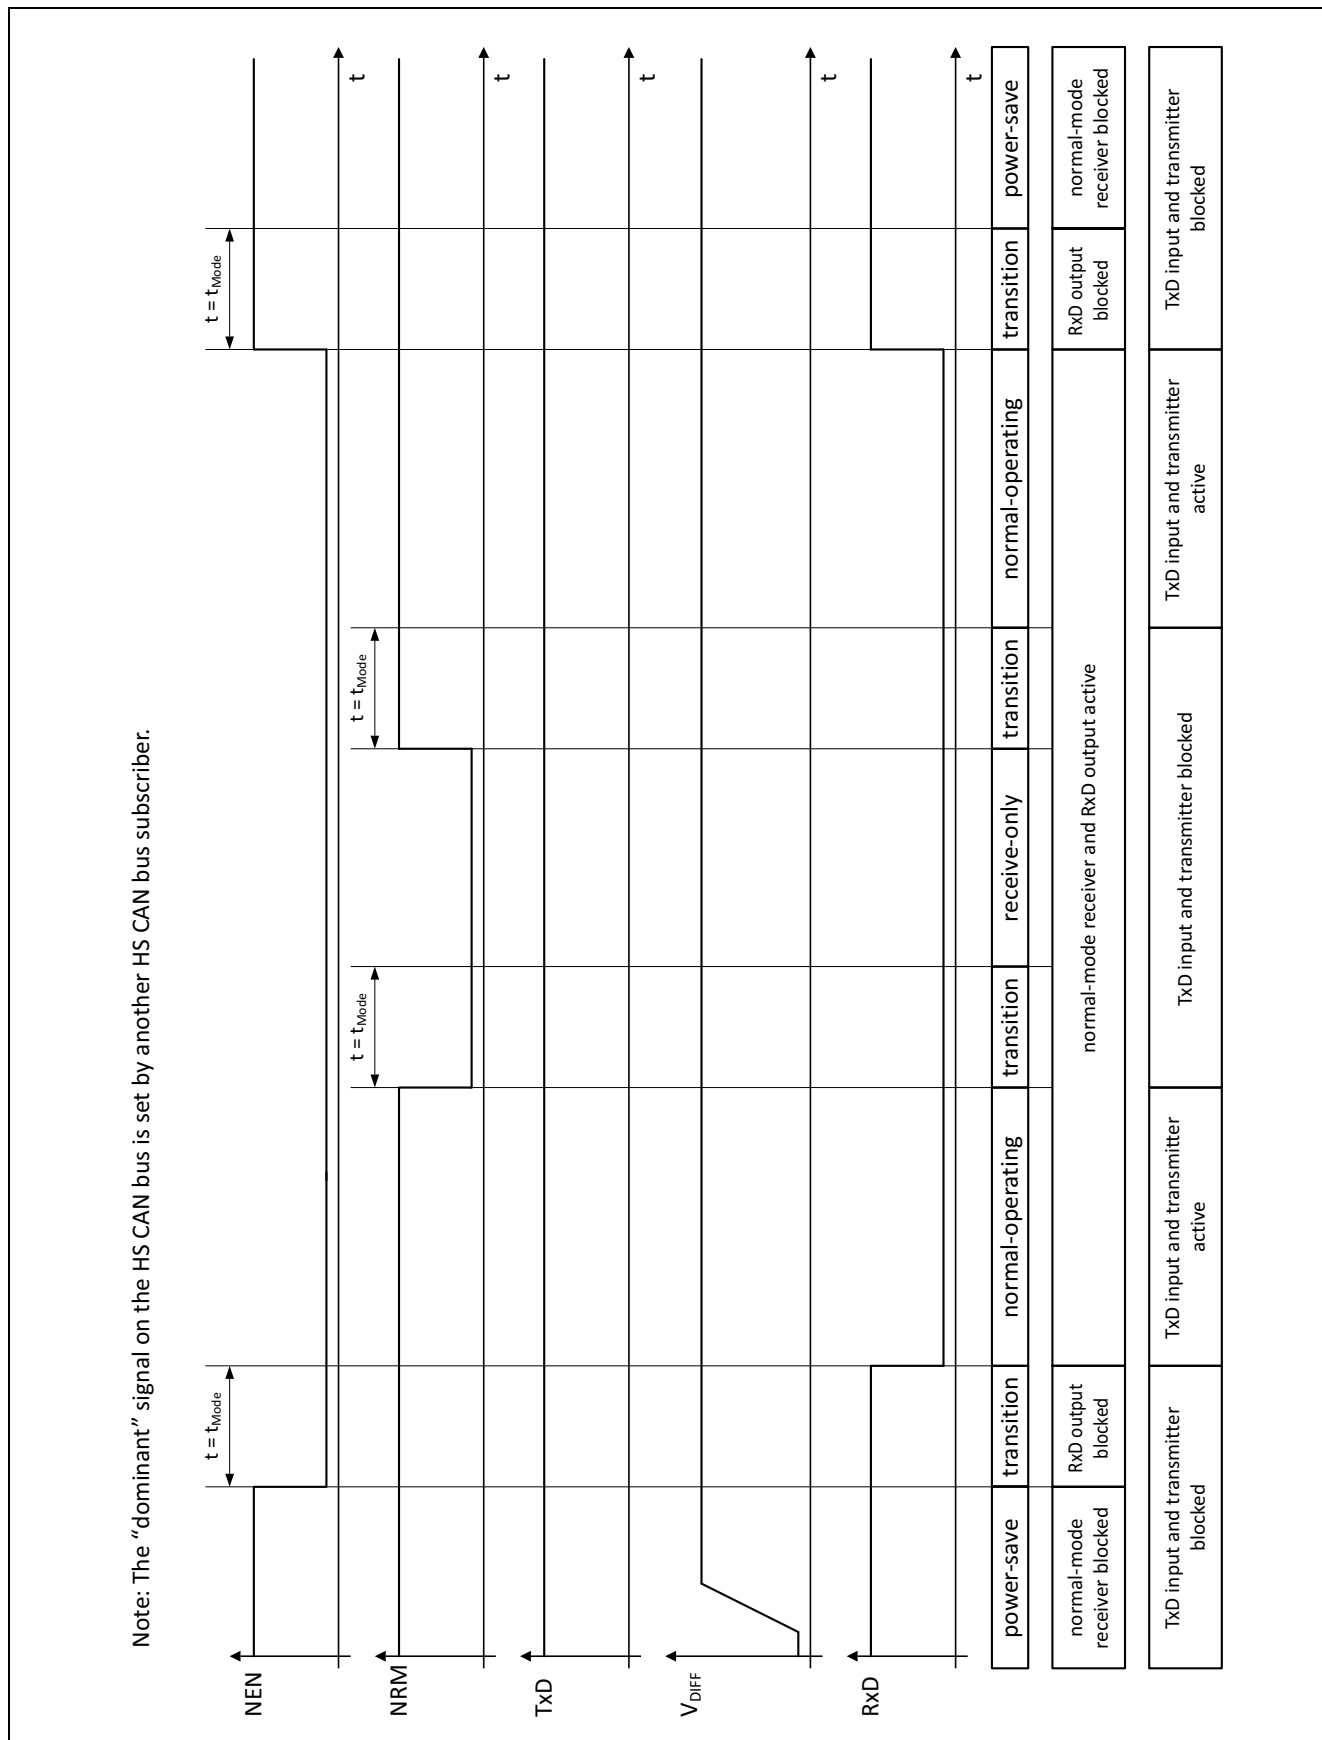 Note: The “dominant” signal on the HS CAN bus is set by another HS CAN bus subscriber.
NEN
t = tMode
t = tMode
t
NRM
t = tMode
t = tMode
t
TxD
t
VDIFF
t
RxD
t
power-save
transition
normal-operating
transition
receive-only
transition
normal-operating
transition
power-save
normal-mode
receiver blocked
RxD output
blocked
normal-mode receiver and RxD output active
RxD output
blocked
normal-mode
receiver blocked
TxD input and transmitter
blocked
TxD input and transmitter
active
TxD input and transmitter blocked
TxD input and transmitter
active
TxD input and transmitter
blocked